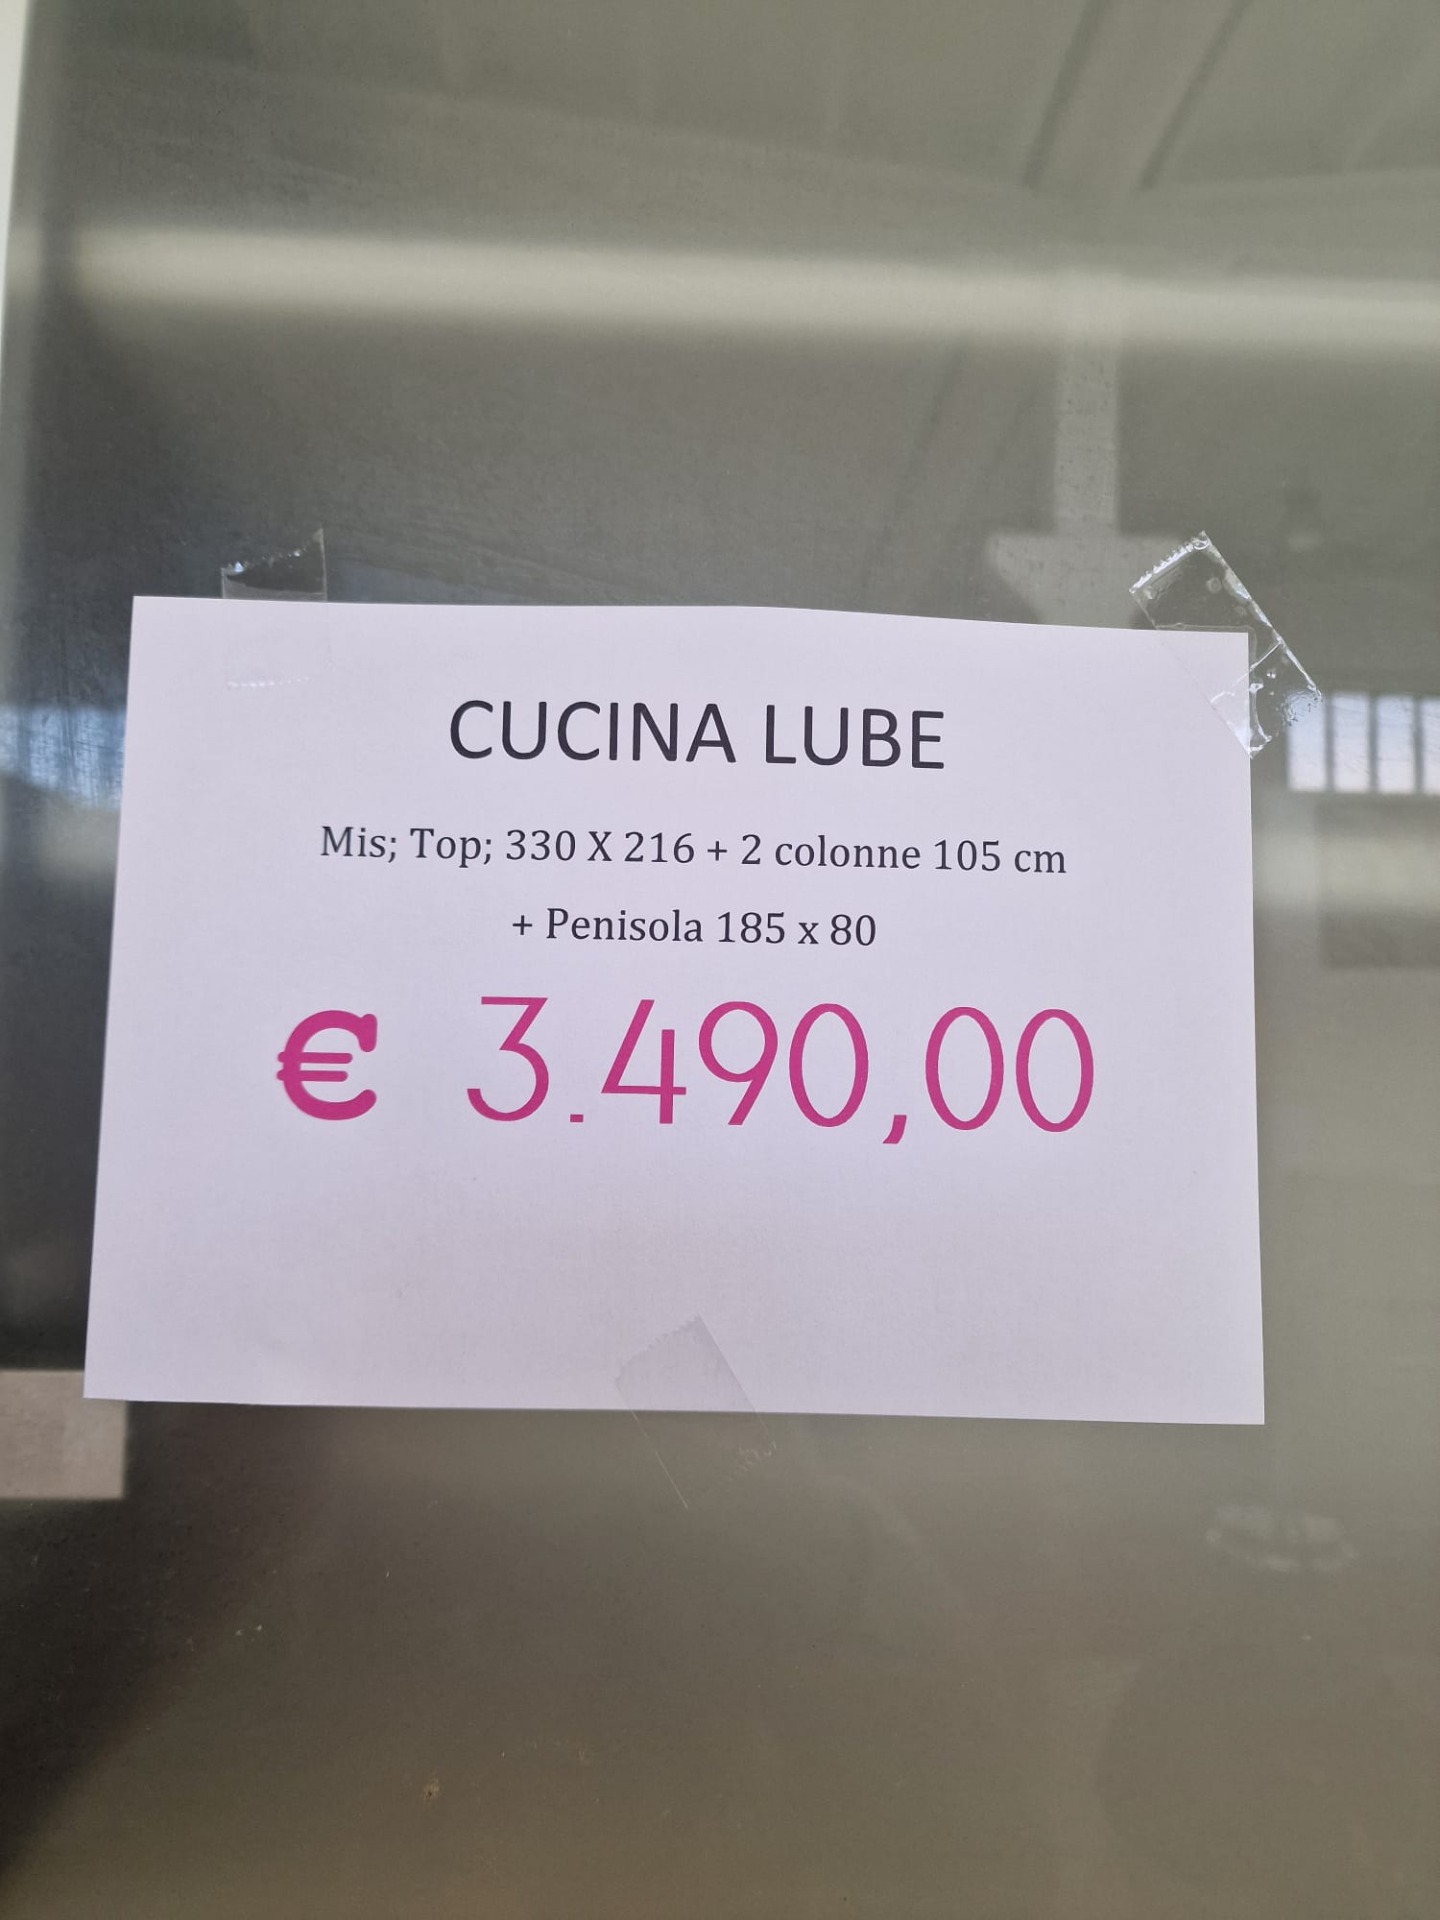 CUCINA LUBE
Mis; Top; 330 X 216 + 2 colonne 105 cm
+ Penisola 185 x 80
€ 3.490,00